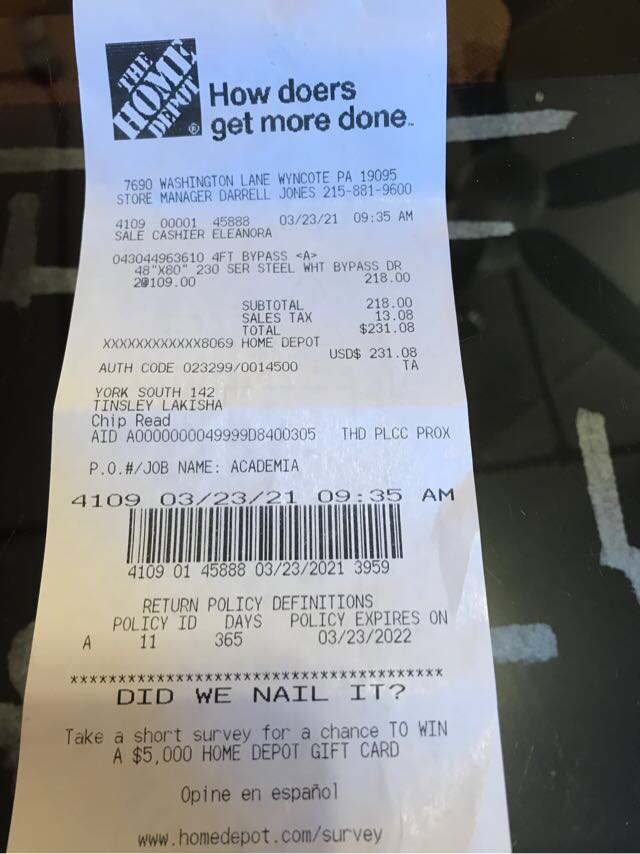 THE
HOME
DEPOT®
How doers
get more done™
7690 WASHINGTON LANE WYNCOTE PA 19095
STORE MANAGER DARRELL JONES 215-881-9600
4109 00001 45888 03/23/21 09:35 AM
SALE CASHIER ELEANORA
043044963610 4FT BYPASS <A>
48"X80" 230 SER STEEL WHT BYPASS DR
2@109.00 218.00
SUBTOTAL 218.00
SALES TAX 13.08
TOTAL $231.08
XXXXXXXXXXXX8069 HOME DEPOT
USD$ 231.08
AUTH CODE 023299/0014500 TA
YORK SOUTH 142
TINSLEY LAKISHA
Chip Read
AID A0000000049999D8400305 THD PLCC PROX
P.O.#/JOB NAME: ACADEMIA
4109 03/23/21 09:35 AM
4109 01 45888 03/23/2021 3959
RETURN POLICY DEFINITIONS
POLICY ID DAYS POLICY EXPIRES ON
A 11 365 03/23/2022
*****************************************
DID WE NAIL IT?
Take a short survey for a chance TO WIN
A $5,000 HOME DEPOT GIFT CARD
Opine en español
www.homedepot.com/survey